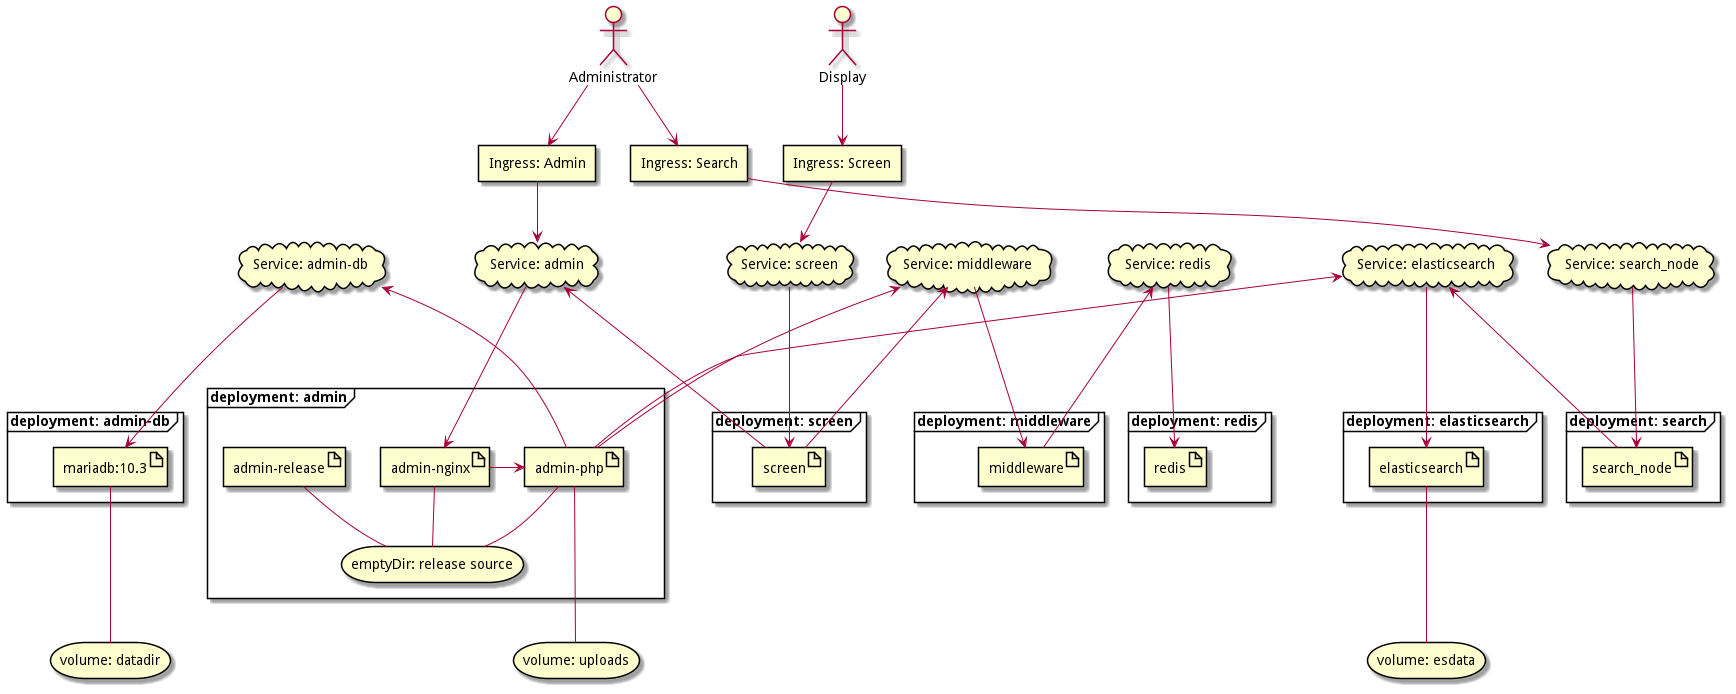 Administrator
Display
Ingress: Admin
Ingress: Search
Ingress: Screen
Service: admin-db
Service: admin
Service: screen
Service: middleware
Service: redis
Service: elasticsearch
Service: search_node
deployment: admin
deployment: admin-db
deployment: screen
deployment: middleware
deployment: redis
deployment: elasticsearch
deployment: search
mariadb:10.3
admin-release
admin-nginx
admin-php
screen
middleware
redis
elasticsearch
search_node
emptyDir: release source
volume: datadir
volume: uploads
volume: esdata